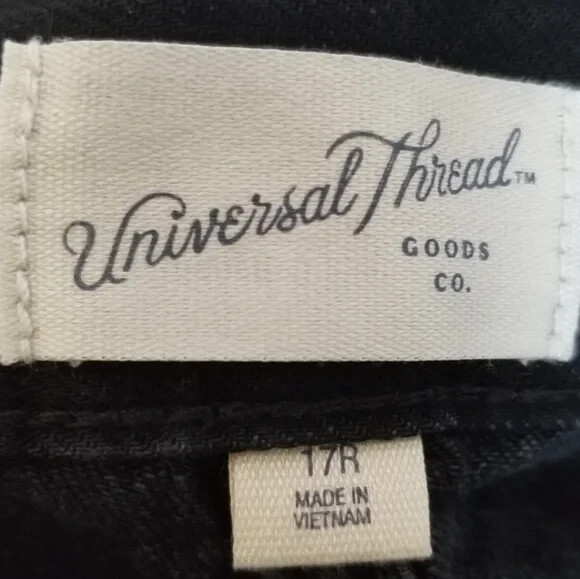 Universal Thread™
GOODS
CO.
17R
MADE IN
VIETNAM